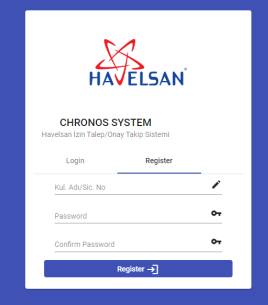 HAVELSAN
CHRONOS SYSTEM
Havelsan İzin Talep/Onay Takip Sistemi
Login Register
Kul. Adı/Sic. No
Password
Confirm Password
Register